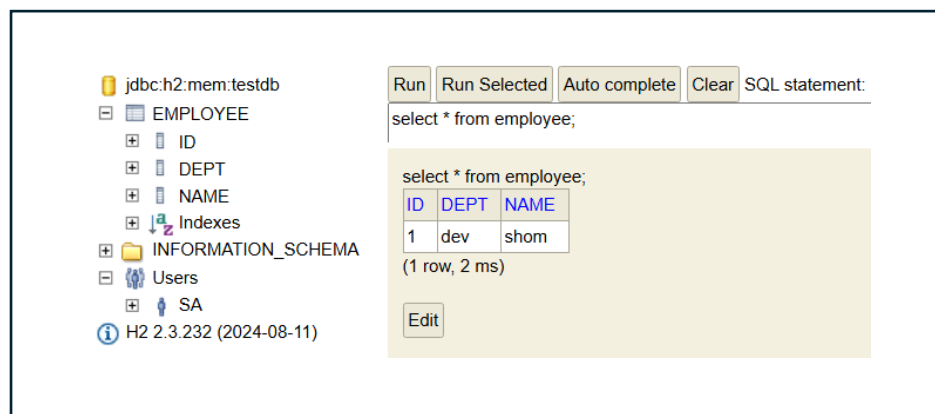 jdbc:h2:mem:testdb
EMPLOYEE
ID
DEPT
NAME
Indexes
INFORMATION_SCHEMA
Users
SA
H2 2.3.232 (2024-08-11)
Run Run Selected Auto complete Clear SQL statement:
select * from employee;
select * from employee;
ID DEPT NAME
1 dev shom
(1 row, 2 ms)
Edit